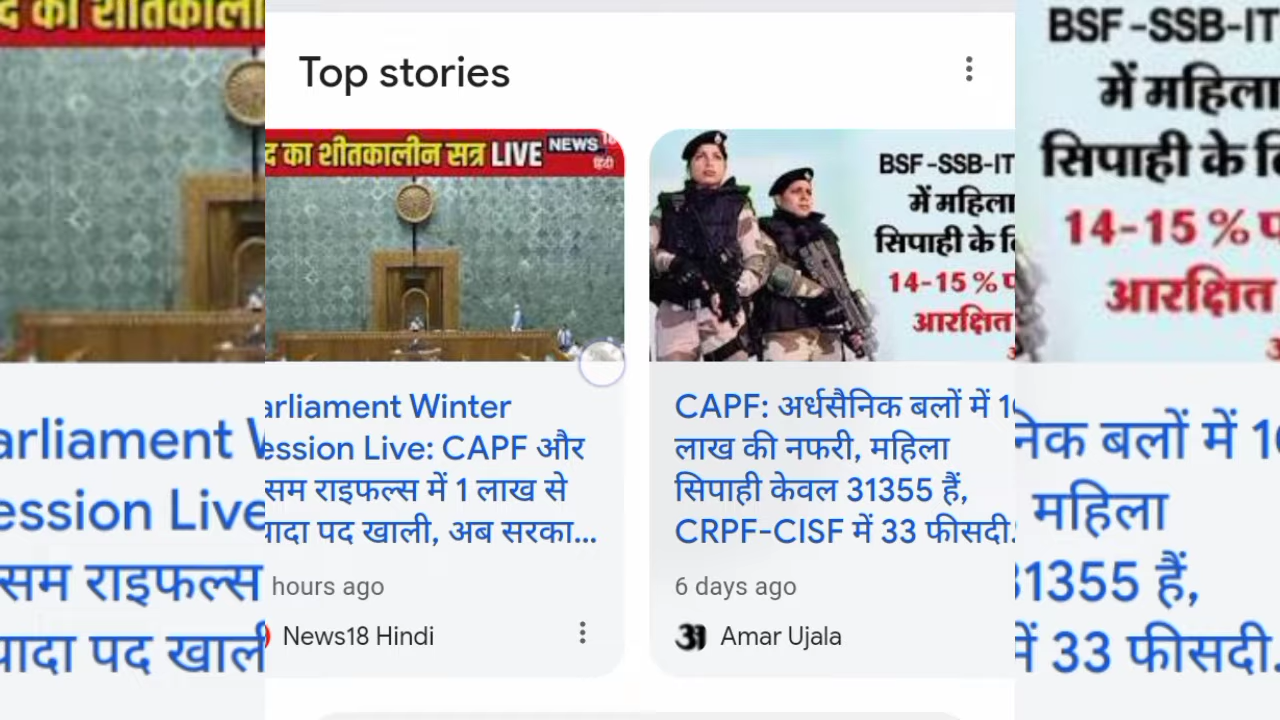 Top stories
द का शीतकालीन सत्र LIVE
NEWS 18
हिंदी
arliament Winter
ession Live: CAPF और
सम राइफल्स में 1 लाख से
यादा पद खाली, अब सरका...
hours ago
News18 Hindi
BSF-SSB-IT
में महिला
सिपाही के
14-15 %
आरक्षित
CAPF: अर्धसैनिक बलों में 10
लाख की नफरी, महिला
सिपाही केवल 31355 हैं,
CRPF-CISF में 33 फीसदी.
6 days ago
Amar Ujala
द का शीतकाल
arliament
ession Live
सम राइफल्स
यादा पद खाल
BSF-SSB-IT
में महिला
सिपाही के
14-15 %
आरक्षित
निक बलों में 10
महिला
31355 हैं,
में 33 फीसदी.